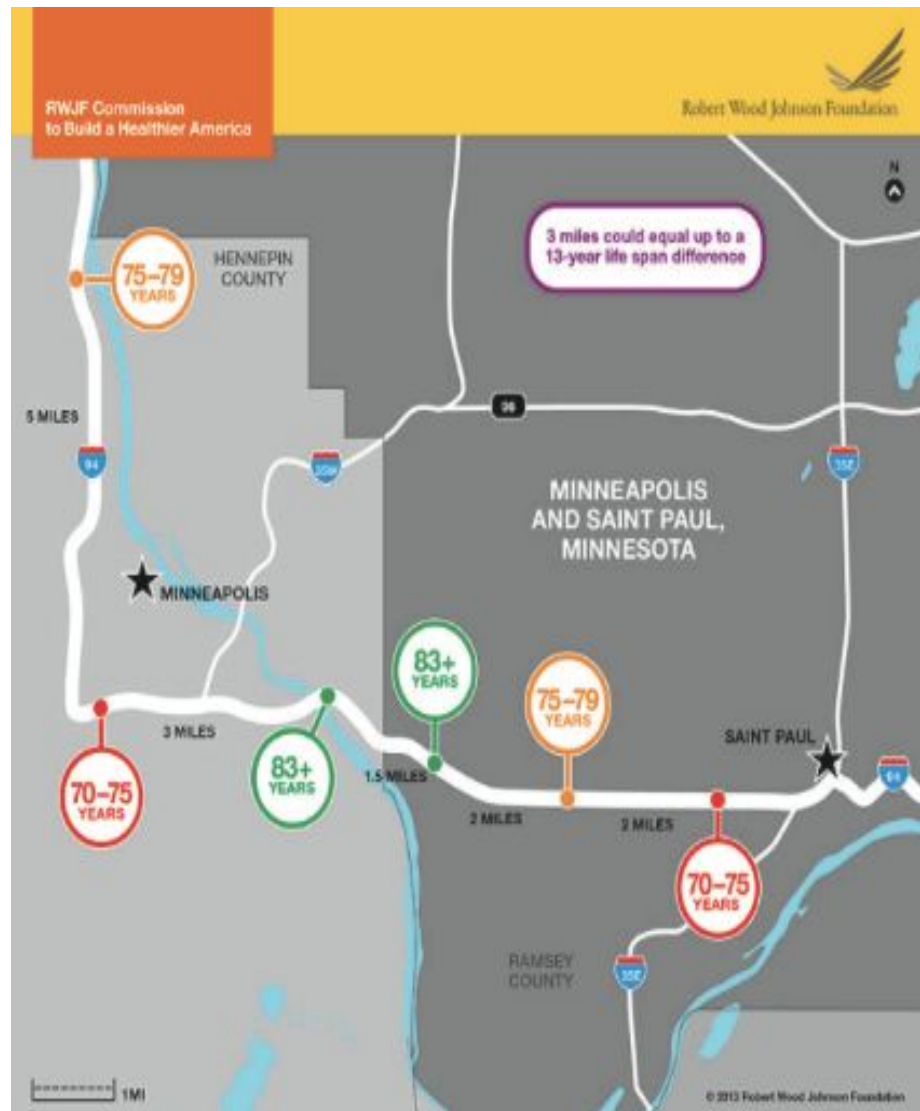 RWJF Commission
to Build a Healthier America
Robert Wood Johnson Foundation
N
3 miles could equal up to a
13-year life span difference
HENNEPIN
COUNTY
75–79
YEARS
5 MILES
94
35W
36
35E
MINNEAPOLIS
AND SAINT PAUL,
MINNESOTA
MINNEAPOLIS
83+
YEARS
75–79
YEARS
SAINT PAUL
3 MILES
83+
YEARS
1.5 MILES
94
70–75
YEARS
2 MILES
2 MILES
70–75
YEARS
RAMSEY
COUNTY
35E
1MI
© 2013 Robert Wood Johnson Foundation